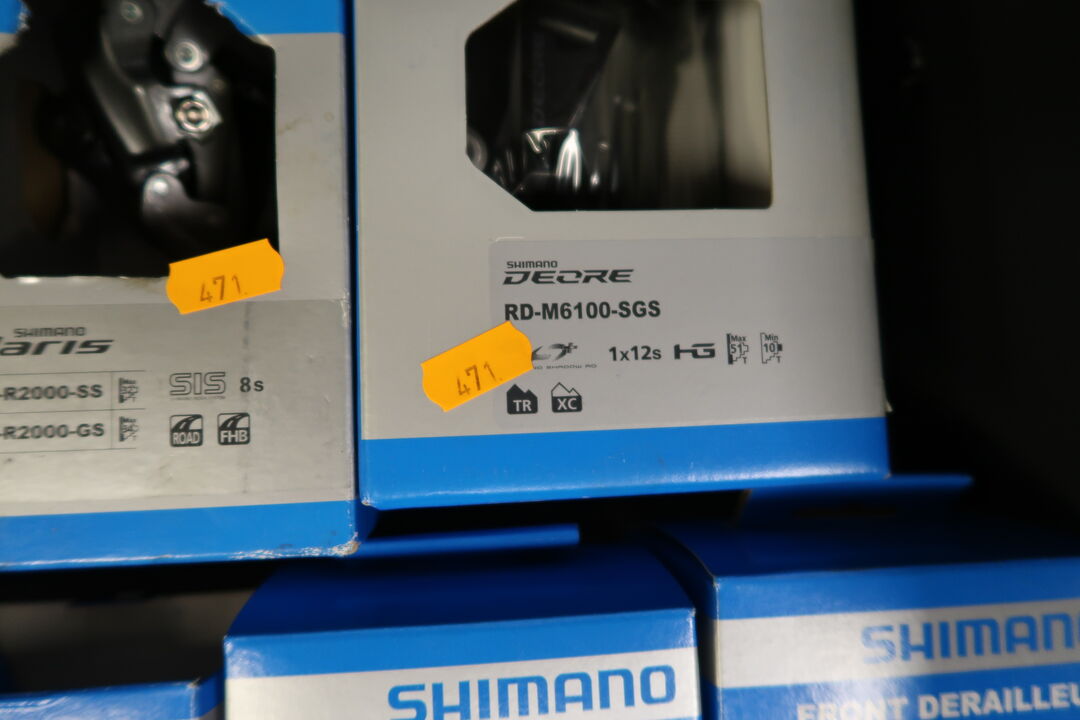 471.
SHIMANO
aris
-R2000-SS
-R2000-GS
SIS 8s
ROAD FHB
SHIMANO
DEORE
RD-M6100-SGS
471.
1x12s HG Max 51T Min 10T
TR XC
SHIMANO
SHIMAN
FRONT DERAILLEU